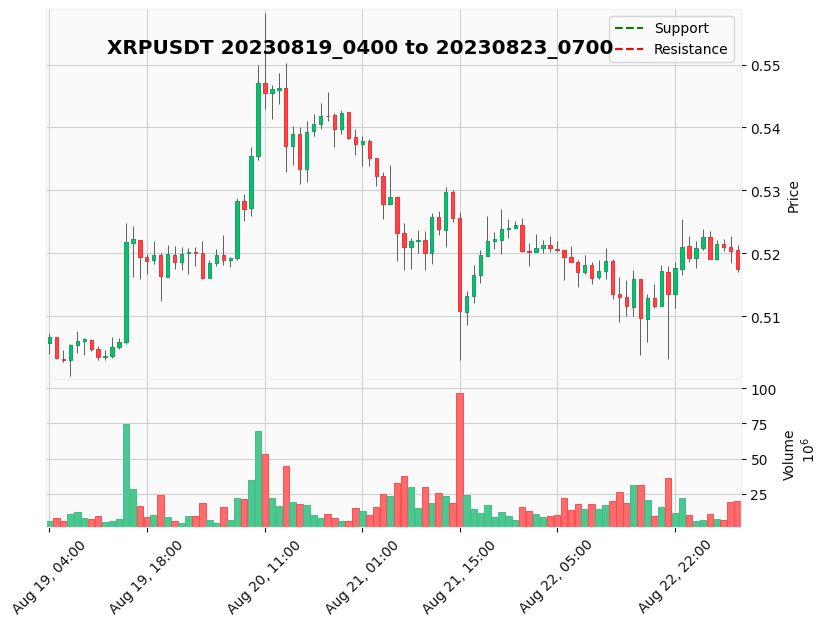 XRPUSDT 20230819_0400 to 20230823_0700
Support
Resistance
0.55
0.54
0.53
0.52
0.51
Price
100
75
50
25
Volume
10^6
Aug 19, 04:00
Aug 19, 18:00
Aug 20, 11:00
Aug 21, 01:00
Aug 21, 15:00
Aug 22, 05:00
Aug 22, 22:00